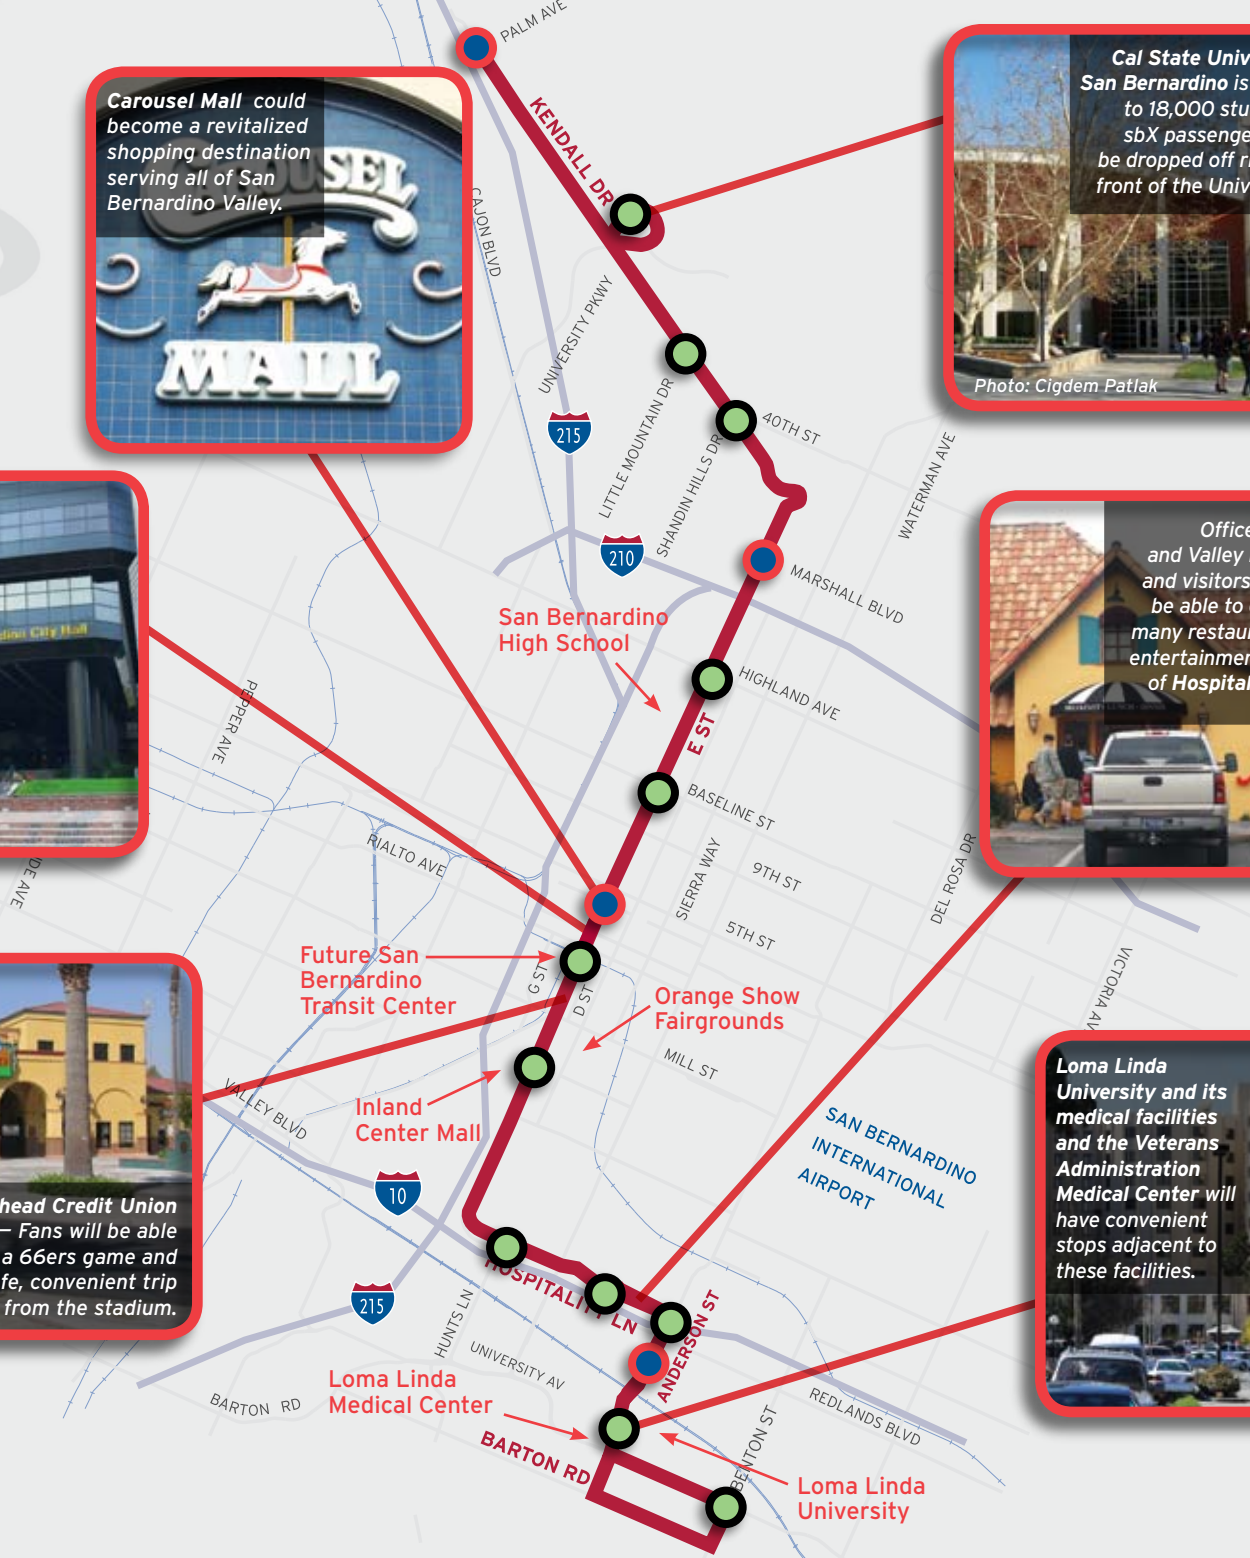 PALM AVE
Carousel Mall could
become a revitalized
shopping destination
serving all of San
Bernardino Valley.
MALL
Cal State Univ
San Bernardino is
to 18,000 stu
sbX passenge
be dropped off ri
front of the Univ
Photo: Cigdem Patlak
KENDALL DR
CAJON BLVD
UNIVERSITY PKWY
LITTLE MOUNTAIN DR
SHANDIN HILLS DR
40TH ST
WATERMAN AVE
215
210
MARSHALL BLVD
San Bernardino
High School
HIGHLAND AVE
E ST
Office
and Valley
and visitors
be able to
many restau
entertainmen
of Hospital
dino City Hall
PEPPER AVE
BASELINE ST
RIALTO AVE
SIERRA WAY
9TH ST
5TH ST
DEL ROSA DR
DE AVE
VICTORIA AV
Future San
Bernardino
Transit Center
G ST
D ST
Orange Show
Fairgrounds
MILL ST
Inland
Center Mall
VALLEY BLVD
SAN BERNARDINO
INTERNATIONAL
AIRPORT
10
215
head Credit Union
— Fans will be able
a 66ers game and
fe, convenient trip
from the stadium.
Loma Linda
University and its
medical facilities
and the Veterans
Administration
Medical Center will
have convenient
stops adjacent to
these facilities.
HOSPITALITY LN
HUNTS LN
UNIVERSITY AV
ANDERSON ST
REDLANDS BLVD
BARTON RD
Loma Linda
Medical Center
BARTON RD
BENTON ST
Loma Linda
University